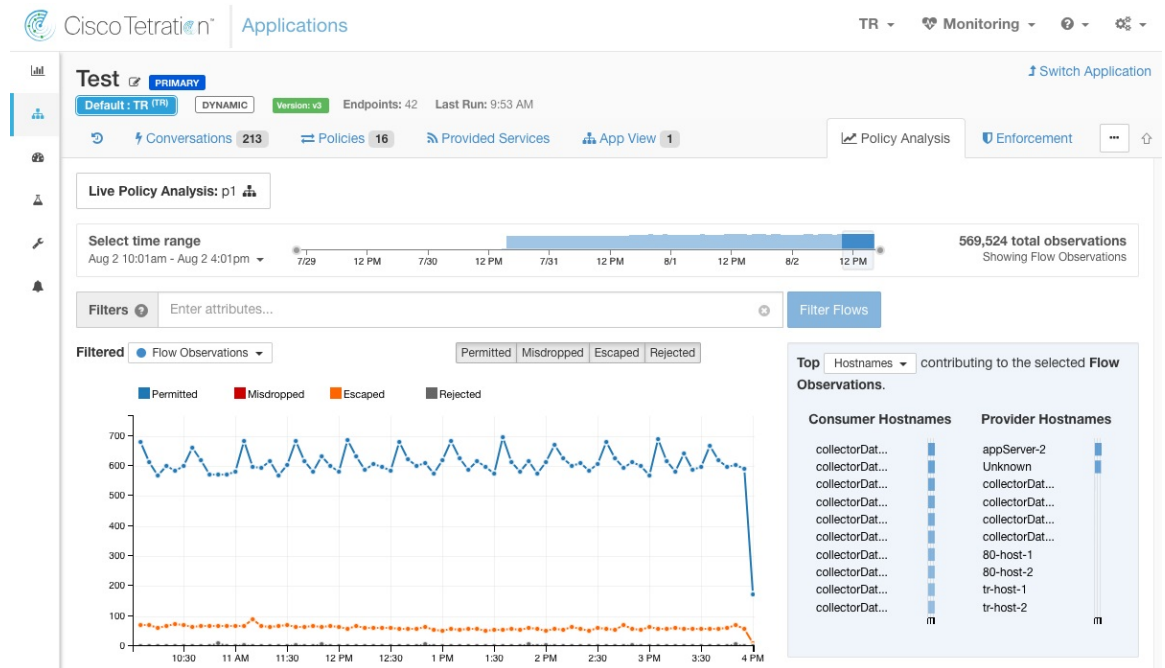 Cisco Tetration™ Applications
TR Monitoring
Test PRIMARY
Switch Application
Default : TR (TR) DYNAMIC Version: v3 Endpoints: 42 Last Run: 9:53 AM
Conversations 213 Policies 16 Provided Services App View 1 Policy Analysis Enforcement ...
Live Policy Analysis: p1
Select time range
Aug 2 10:01am - Aug 2 4:01pm
7/29 12 PM 7/30 12 PM 7/31 12 PM 8/1 12 PM 8/2 12 PM
569,524 total observations
Showing Flow Observations
Filters ? Enter attributes... Filter Flows
Filtered Flow Observations
Permitted Misdropped Escaped Rejected
Permitted Misdropped Escaped Rejected
700
600
500
400
300
200
100
0
10:30 11 AM 11:30 12 PM 12:30 1 PM 1:30 2 PM 2:30 3 PM 3:30 4 PM
Top Hostnames contributing to the selected Flow
Observations.
Consumer Hostnames Provider Hostnames
collectorDat... appServer-2
collectorDat... Unknown
collectorDat... collectorDat...
collectorDat... collectorDat...
collectorDat... collectorDat...
collectorDat... collectorDat...
collectorDat... 80-host-1
collectorDat... 80-host-2
collectorDat... tr-host-1
collectorDat... tr-host-2